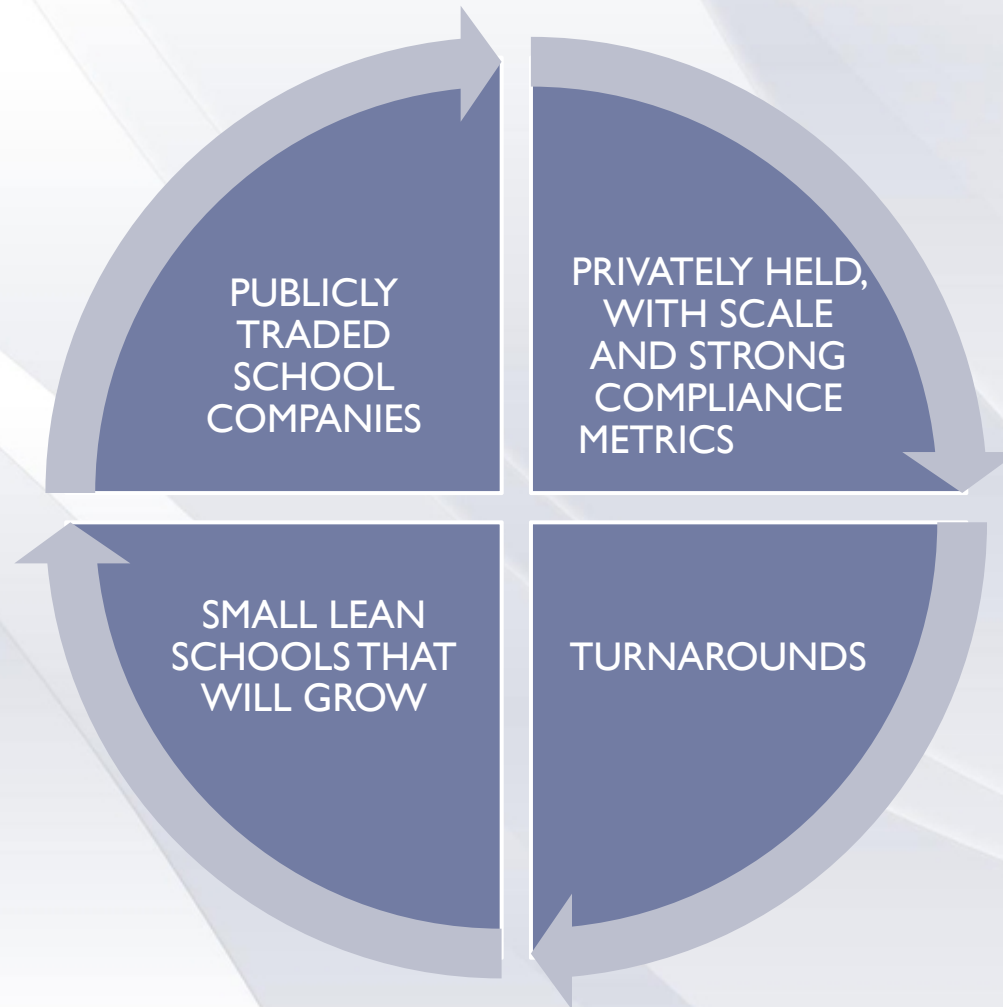 PUBLICLY
TRADED
SCHOOL
COMPANIES
PRIVATELY HELD,
WITH SCALE
AND STRONG
COMPLIANCE
METRICS
SMALL LEAN
SCHOOLS THAT
WILL GROW
TURNAROUNDS